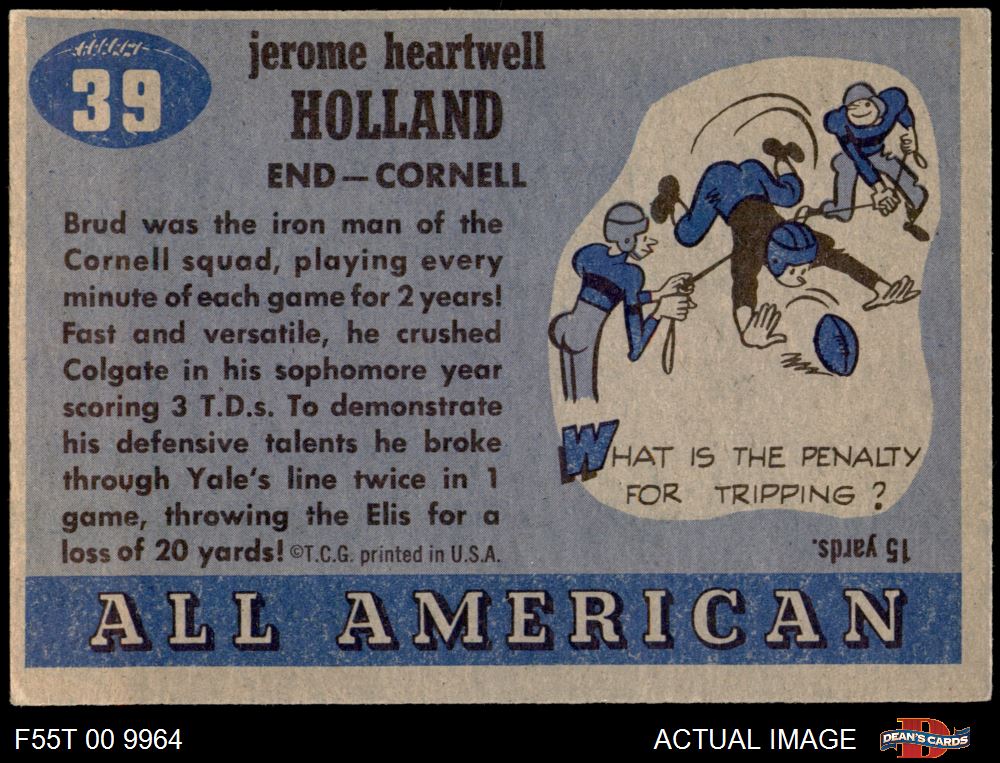 39
jerome heartwell
HOLLAND
END—CORNELL
Brud was the iron man of the
Cornell squad, playing every
minute of each game for 2 years!
Fast and versatile, he crushed
Colgate in his sophomore year
scoring 3 T.D.s. To demonstrate
his defensive talents he broke
through Yale's line twice in 1
game, throwing the Elis for a
loss of 20 yards! ©T.C.G. printed in U.S.A.
WHAT IS THE PENALTY
FOR TRIPPING?
15 yards.
ALL AMERICAN
F55T 00 9964
ACTUAL IMAGE
D
DEAN'S CARDS